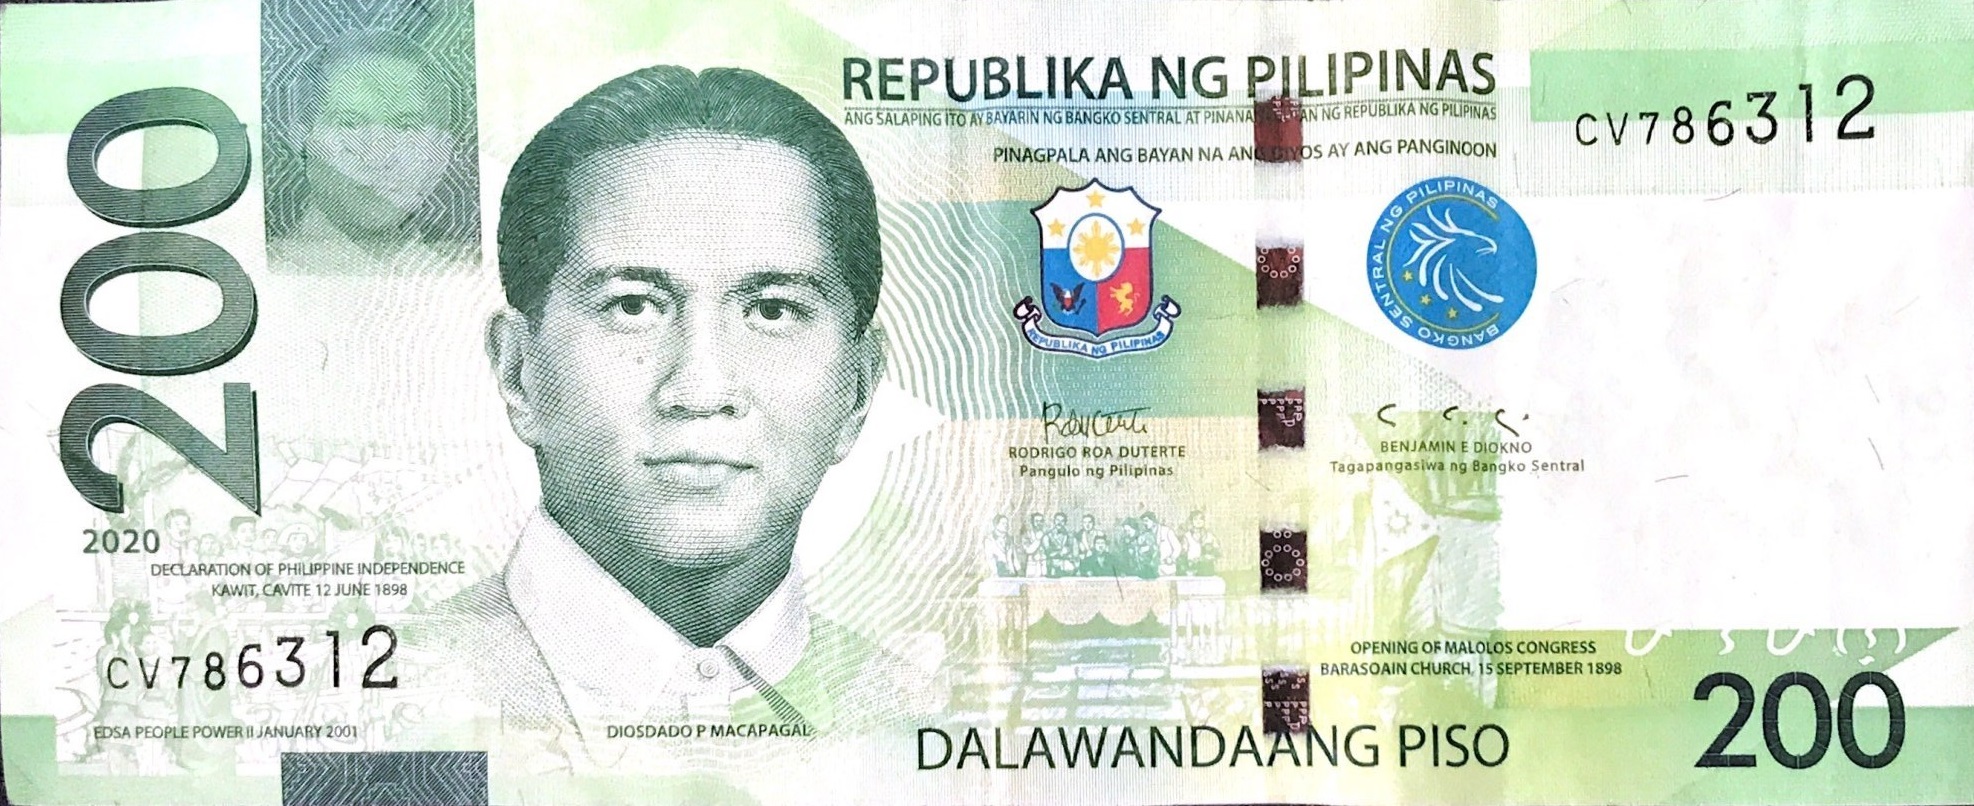 200
REPUBLIKA NG PILIPINAS
ANG SALAPING ITO AY BAYARIN NG BANGKO SENTRAL AT PINANA AN NG REPUBLIKA NG PILIPINAS
PINAGPALA ANG BAYAN NA ANG DIYOS AY ANG PANGINOON
CV786312
REPUBLIKA NG PILIPINAS
BANGKO SENTRAL NG PILIPINAS
RODRIGO ROA DUTERTE
Pangulo ng Pilipinas
BENJAMIN E DIOKNO
Tagapangasiwa ng Bangko Sentral
2020
DECLARATION OF PHILIPPINE INDEPENDENCE
KAWIT, CAVITE 12 JUNE 1898
CV786312
EDSA PEOPLE POWER II JANUARY 2001
DIOSDADO P MACAPAGAL
OPENING OF MALOLOS CONGRESS
BARASOAIN CHURCH, 15 SEPTEMBER 1898
DALAWANDAANG PISO
200